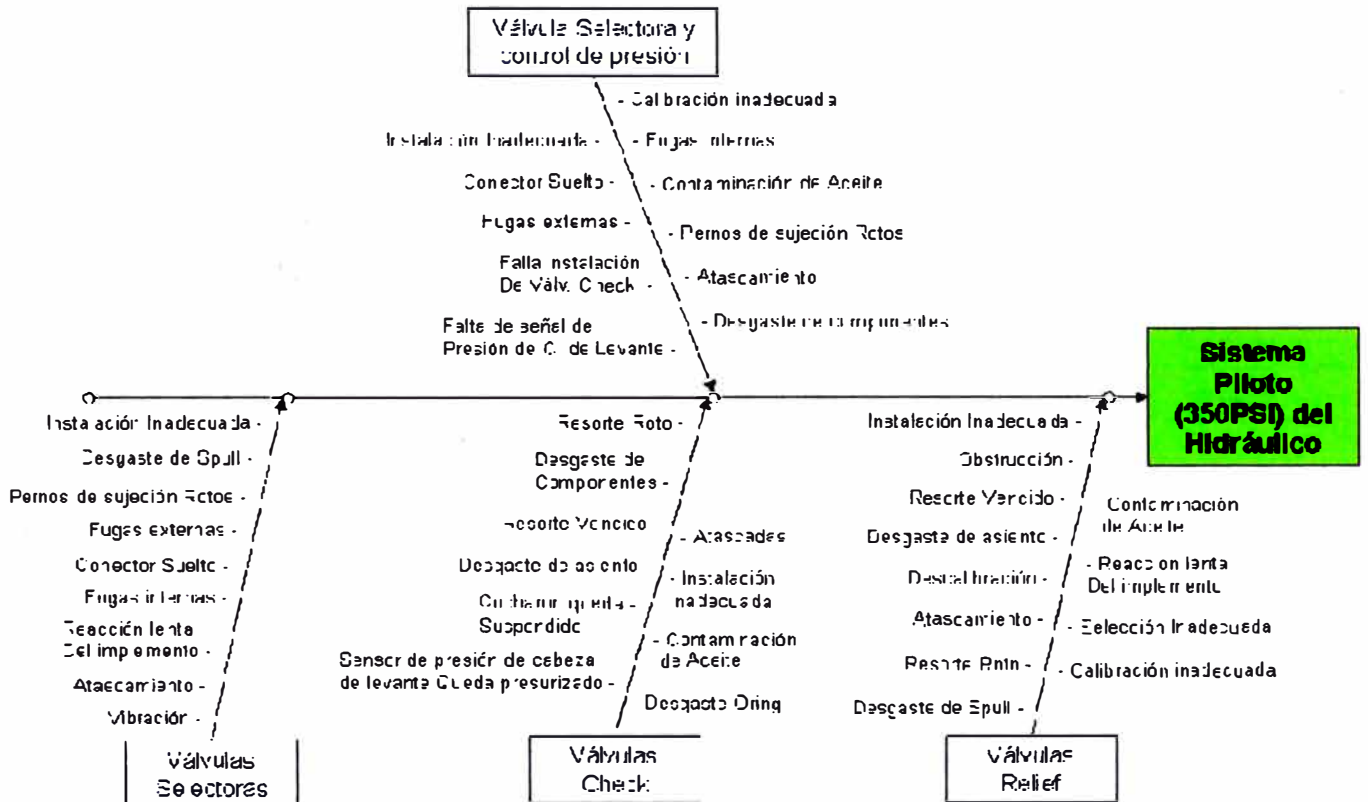 Válvula Selectora y
control de presión
- Calibración inadecuada
Instalación Inadecuada -
- Fugas internas
Conector Suelto -
- Contaminación de Aceite
Fugas externas -
- Pernos de sujeción Rotos
Falla instalación
De Válv. Check -
- Atascamiento
Falta de señal de
Presión de C. de Levante -
- Desgaste de componentes
Sistema
Piloto
(350PSI) del
Hidráulico
Instalación Inadecuada -
Desgaste de Spull -
Pernos de sujeción Rotos -
Fugas externas -
Conector Suelto -
Fugas internas -
Reacción lenta
Del implemento -
Atascamiento -
Vibración -
Válvulas
Selectoras
Resorte Roto -
Desgaste de
Componentes -
Resorte Vencido
Desgaste de asiento
Cucharon queda -
Suspendido
Sensor de presión de cabeza
de levante Queda presurizado -
- Atascadas
- Instalación
inadecuada
- Contaminación
de Aceite
Desgaste Oring
Válvulas
Check
Instalación Inadecuada -
Obstrucción -
Resorte Vencido -
Desgaste de asiento -
Descalibración -
Atascamiento -
Resorte Roto -
Desgaste de Spull -
Contaminación
de Aceite
- Reaccion lenta
Del implemento
- Selección Inadecuada
- Calibración inadecuada
Válvulas
Relief